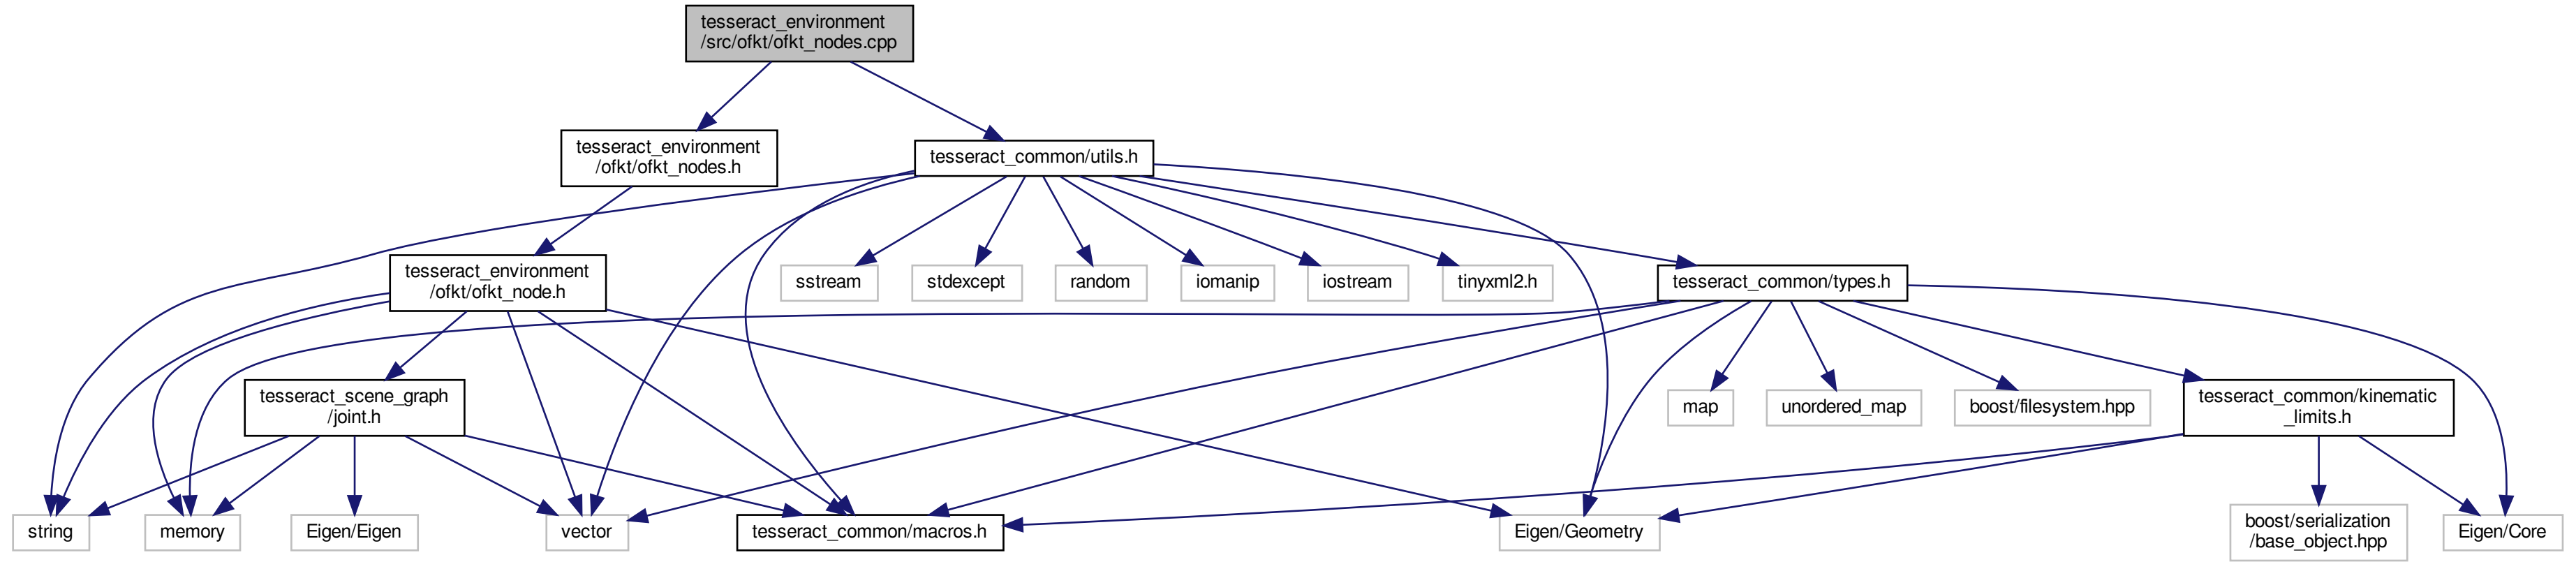 tesseract_environment
/src/ofkt/ofkt_nodes.cpp
tesseract_environment
/ofkt/ofkt_nodes.h
tesseract_common/utils.h
tesseract_environment
/ofkt/ofkt_node.h
sstream
stdexcept
random
iomanip
iostream
tinyxml2.h
tesseract_common/types.h
tesseract_scene_graph
/joint.h
map
unordered_map
boost/filesystem.hpp
tesseract_common/kinematic
_limits.h
string
memory
Eigen/Eigen
vector
tesseract_common/macros.h
Eigen/Geometry
boost/serialization
/base_object.hpp
Eigen/Core